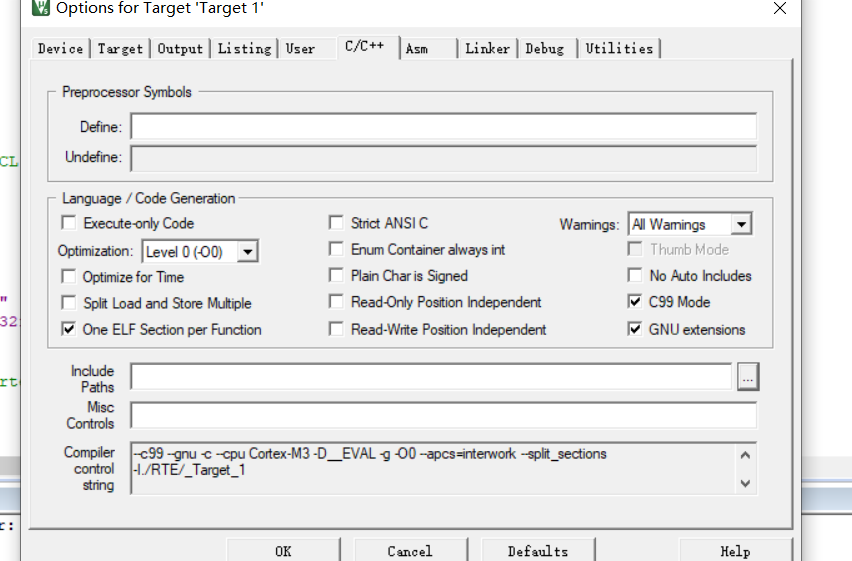 Options for Target 'Target 1'
Device Target Output Listing User C/C++ Asm Linker Debug Utilities
Preprocessor Symbols
Define:
Undefine:
Language / Code Generation
Execute-only Code
Strict ANSI C
Warnings: All Warnings
Optimization: Level 0 (-O0)
Enum Container always int
Thumb Mode
Optimize for Time
Plain Char is Signed
No Auto Includes
Split Load and Store Multiple
Read-Only Position Independent
C99 Mode
One ELF Section per Function
Read-Write Position Independent
GNU extensions
Include
Paths
...
Misc
Controls
Compiler
control
string
--c99 --gnu -c --cpu Cortex-M3 -D__EVAL -g -O0 --apcs=interwork --split_sections
-I./RTE/_Target_1
OK Cancel Defaults Help
CL
"
32
rt
r: